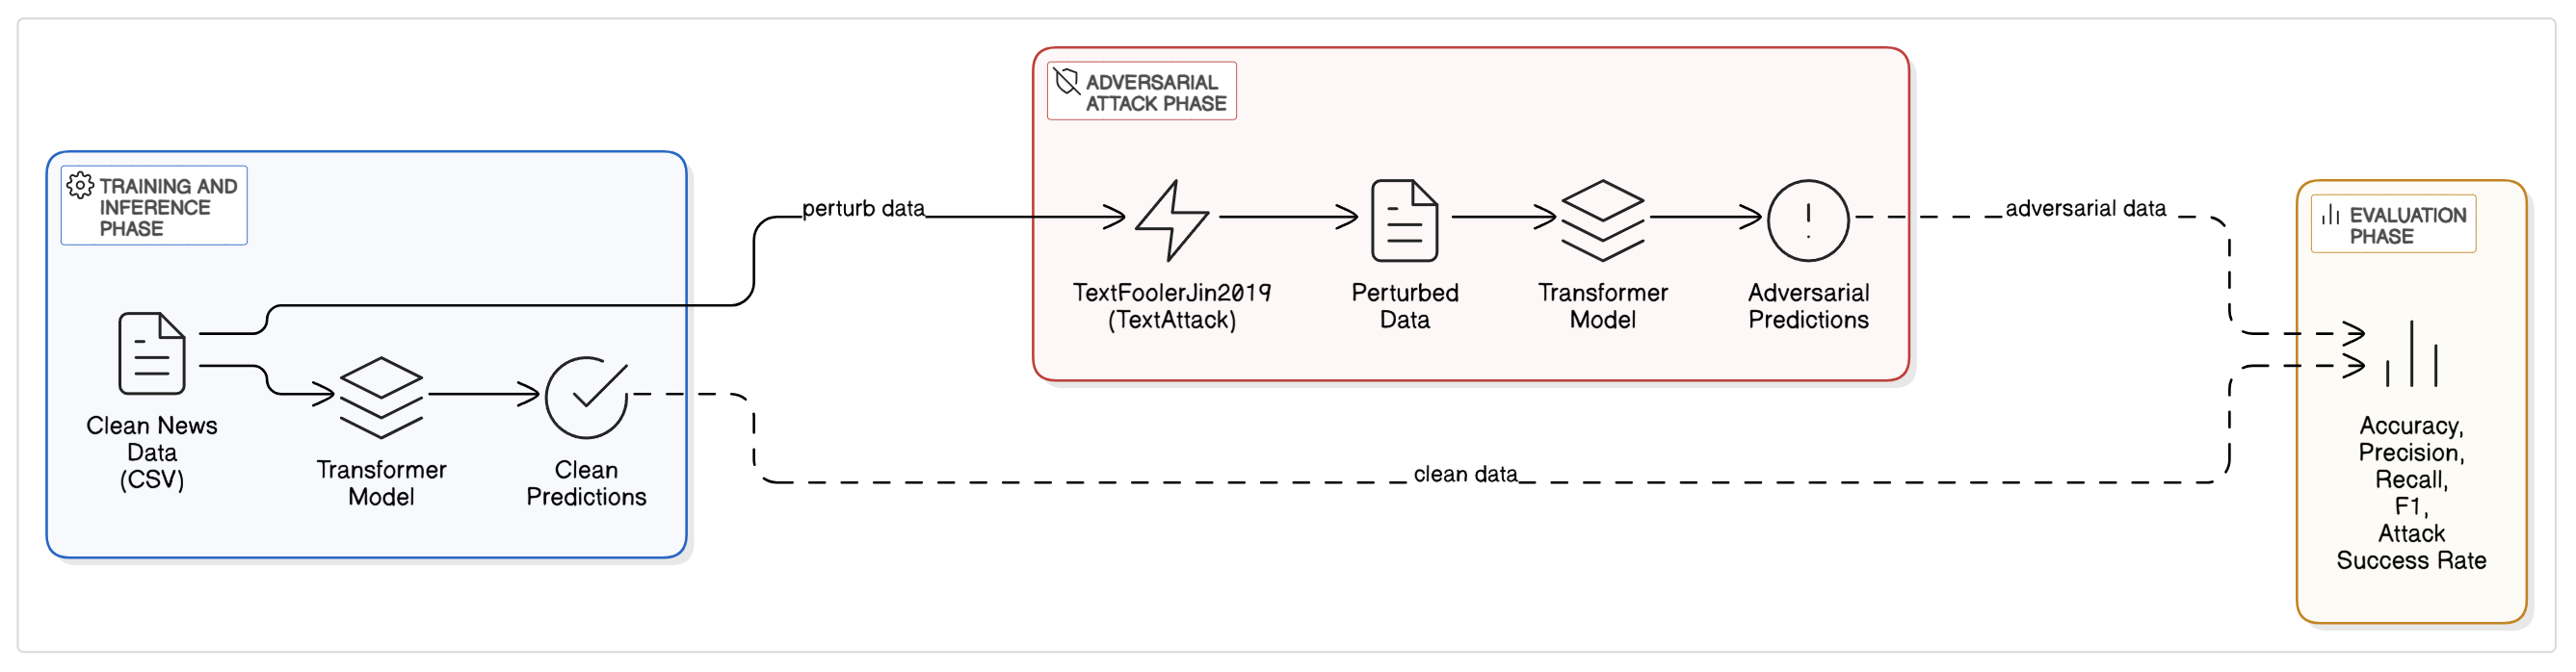 TRAINING AND
INFERENCE
PHASE
Clean News
Data
(CSV)
Transformer
Model
Clean
Predictions
perturb data
ADVERSARIAL
ATTACK PHASE
TextFoolerJin2019
(TextAttack)
Perturbed
Data
Transformer
Model
Adversarial
Predictions
adversarial data
clean data
EVALUATION
PHASE
Accuracy,
Precision,
Recall,
F1,
Attack
Success Rate